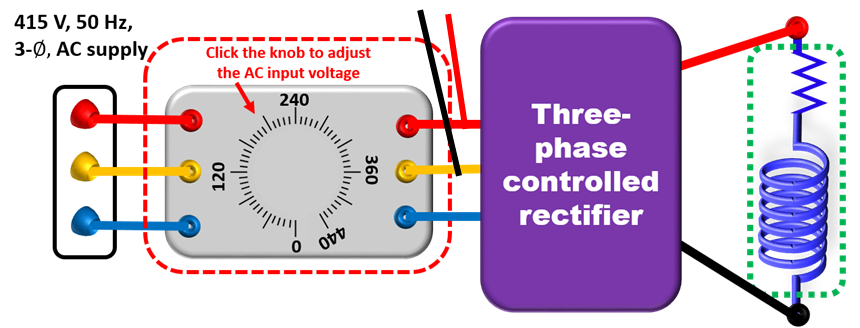 415 V, 50 Hz,
3-Ø, AC supply
Click the knob to adjust
the AC input voltage
240
120
360
0
440
Three-
phase
controlled
rectifier